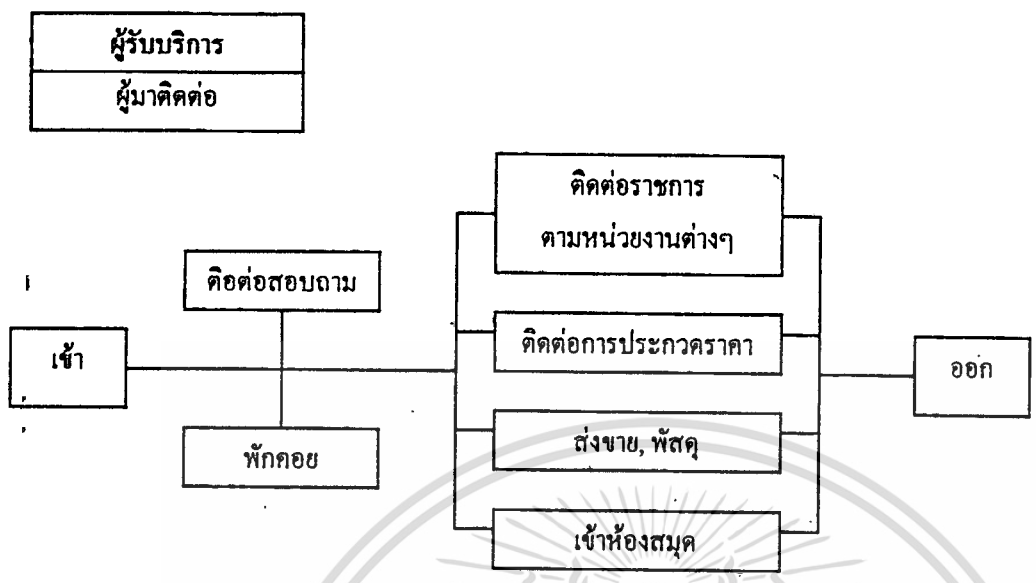 ผู้รับบริการ
ผู้มาติดต่อ
ติดต่อราชการ
ตามหน่วยงานต่างๆ
ติอต่อสอบถาม
เข้า
ติดต่อการประกวดราคา
ออก
ส่งขาย, พัสดุ
พักคอย
เข้าห้องสมุด